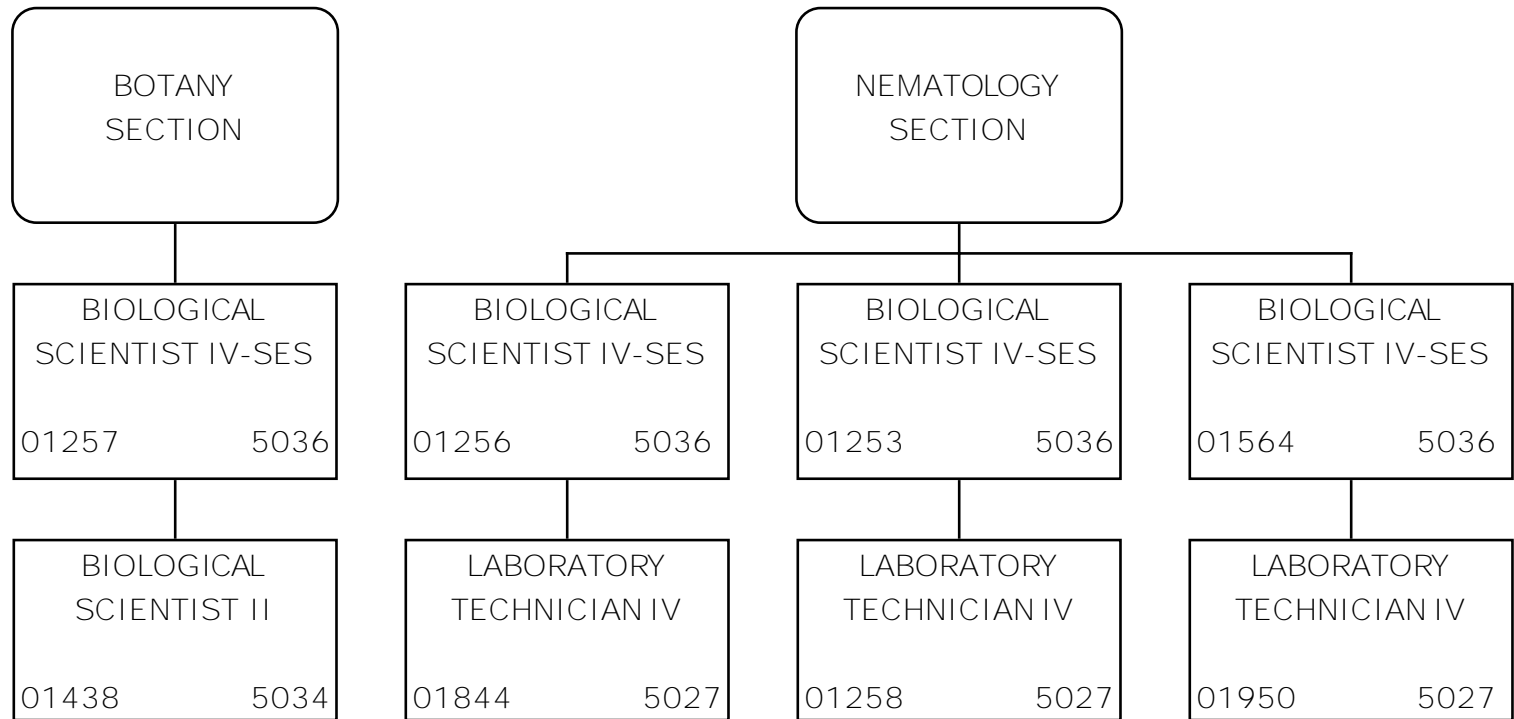 BOTANY
SECTION
NEMATOLOGY
SECTION
BIOLOGICAL
SCIENTIST IV-SES
01257 5036
BIOLOGICAL
SCIENTIST IV-SES
01256 5036
BIOLOGICAL
SCIENTIST IV-SES
01253 5036
BIOLOGICAL
SCIENTIST IV-SES
01564 5036
BIOLOGICAL
SCIENTIST II
01438 5034
LABORATORY
TECHNICIAN IV
01844 5027
LABORATORY
TECHNICIAN IV
01258 5027
LABORATORY
TECHNICIAN IV
01950 5027